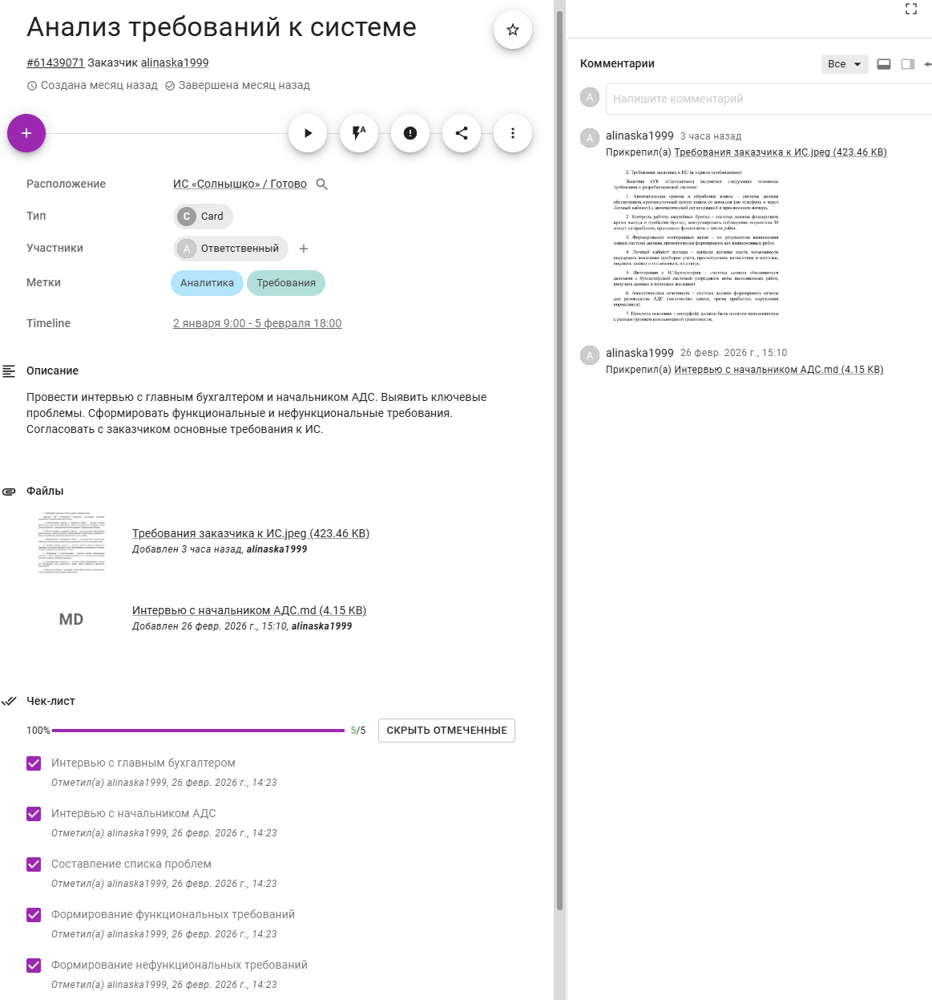 Анализ требований к системе
#61439071 Заказчик alinaska1999
Создана месяц назад Завершена месяц назад
Расположение
ИС «Солнышко» / Готово
Тип
C Card
Участники
A Ответственный
Метки
Аналитика Требования
Timeline
2 января 9:00 - 5 февраля 18:00
Описание
Провести интервью с главным бухгалтером и начальником АДС. Выявить ключевые
проблемы. Сформировать функциональные и нефункциональные требования.
Согласовать с заказчиком основные требования к ИС.
Файлы
Требования заказчика к ИС.jpeg (423.46 KB)
Добавлен 3 часа назад, alinaska1999
MD
Интервью с начальником АДС.md (4.15 KB)
Добавлен 26 февр. 2026 г., 15:10, alinaska1999
Чек-лист
100%
5/5
СКРЫТЬ ОТМЕЧЕННЫЕ
Интервью с главным бухгалтером
Отметил(а) alinaska1999, 26 февр. 2026 г., 14:23
Интервью с начальником АДС
Отметил(а) alinaska1999, 26 февр. 2026 г., 14:23
Составление списка проблем
Отметил(а) alinaska1999, 26 февр. 2026 г., 14:23
Формирование функциональных требований
Отметил(а) alinaska1999, 26 февр. 2026 г., 14:23
Формирование нефункциональных требований
Отметил(а) alinaska1999, 26 февр. 2026 г., 14:23
Комментарии
Все
A
Напишите комментарий
A
alinaska1999 3 часа назад
Прикрепил(а) Требования заказчика к ИС.jpeg (423.46 KB)
2. Требования заказчика к ИС (в первом приближении)
Заказчик (УК «Солнышко») выдвигает следующие основные
требования к разрабатываемой системе:
1. Автоматизация приема и обработки заявок – система должна
обеспечивать круглосуточный прием заявок от жильцов (по телефону и через
Личный кабинет) с автоматической регистрацией и присвоением номера.
2. Контроль работы аварийных бригад – система должна фиксировать
время выезда и прибытия бригад, контролировать соблюдение норматива 30
минут на прибытие, принимать фотоотчеты с места работ.
3. Формирование электронных актов – по результатам выполнения
заявки система должна автоматически формировать акт выполненных работ.
4. Личный кабинет жильца – жильцы должны иметь возможность
передавать показания приборов учета, просматривать начисления и платежи,
подавать заявки и отслеживать их статус.
5. Интеграция с 1С:Бухгалтерия – система должна обмениваться
данными с бухгалтерской системой (передавать акты выполненных работ,
получать данные о платежах жильцов).
6. Аналитическая отчетность – система должна формировать отчеты
для руководства АДС (количество заявок, время прибытия, нарушения
нормативов).
7. Простота освоения – интерфейс должен быть понятен пользователям
с разным уровнем компьютерной грамотности.
A
alinaska1999 26 февр. 2026 г., 15:10
Прикрепил(а) Интервью с начальником АДС.md (4.15 KB)